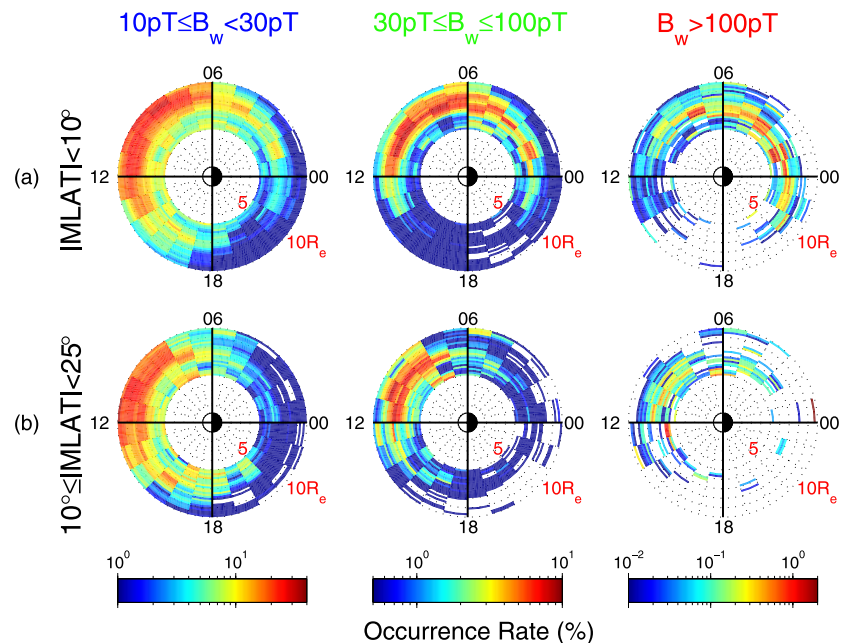 10pT≤B_w<30pT 30pT≤B_w≤100pT B_w>100pT
06 06 06
(a) |MLAT|<10°
12 00 12 00 12 00
5 5 5
10R_e 10R_e 10R_e
18 18 18
06 06 06
(b) 10°≤|MLAT|<25°
12 00 12 00 12 00
5 5 5
10R_e 10R_e 10R_e
18 18 18
10^0 10^1 10^0 10^1 10^−2 10^−1 10^0
Occurrence Rate (%)